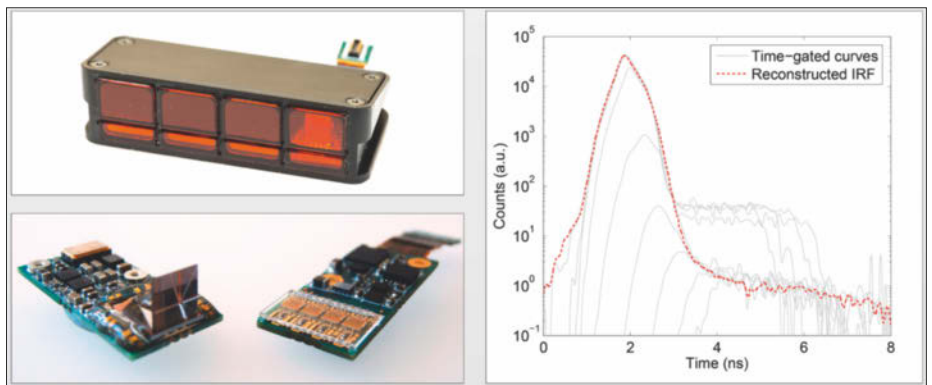 Time-gated curves
Reconstructed IRF
Counts (a.u.)
10^5
10^4
10^3
10^2
10^1
10^0
10^-1
0 2 4 6 8
Time (ns)